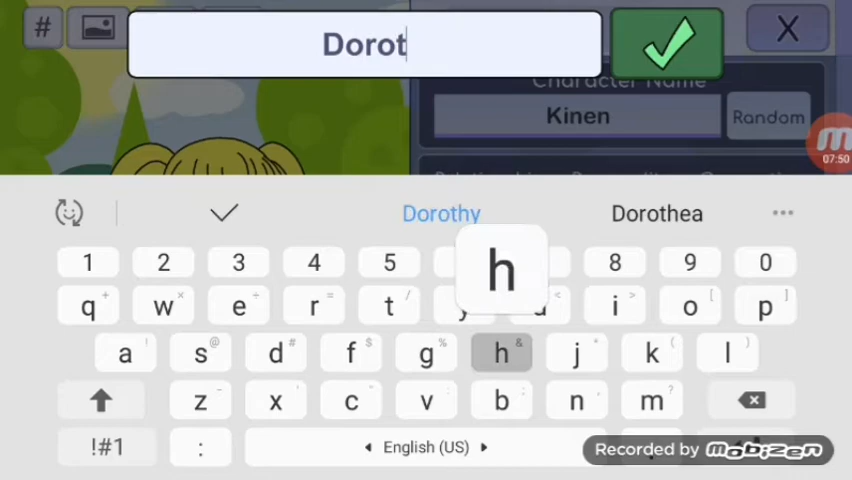 #
Dorot
X
Character Name
Kinen
Random
M
07:50
Dorothy
Dorothea
...
1 2 3 4 5 8 9 0
h
q + w × e ÷ r t / y u < i > o [ p ]
a ! s @ d # f $ g % h & j * k ( l )
z - x ' c " v : b ; n , m ?
!#1 : English (US)
Recorded by mobizen